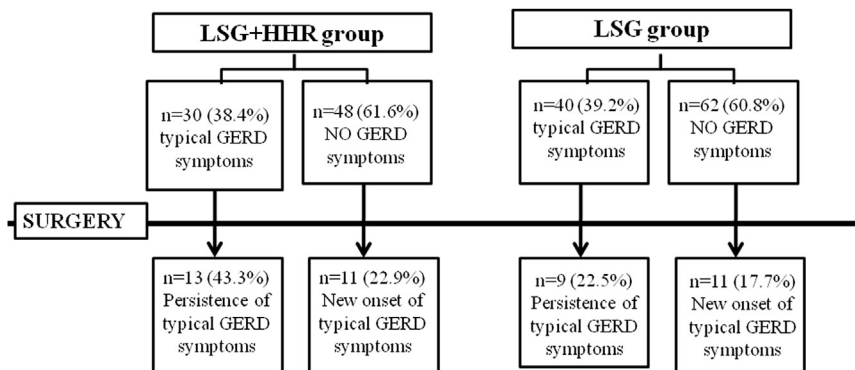 LSG+HHR group
LSG group
n=30 (38.4%)
typical GERD
symptoms
n=48 (61.6%)
NO GERD
symptoms
n=40 (39.2%)
typical GERD
symptoms
n=62 (60.8%)
NO GERD
symptoms
SURGERY
n=13 (43.3%)
Persistence of
typical GERD
symptoms
n=11 (22.9%)
New onset of
typical GERD
symptoms
n=9 (22.5%)
Persistence of
typical GERD
symptoms
n=11 (17.7%)
New onset of
typical GERD
symptoms